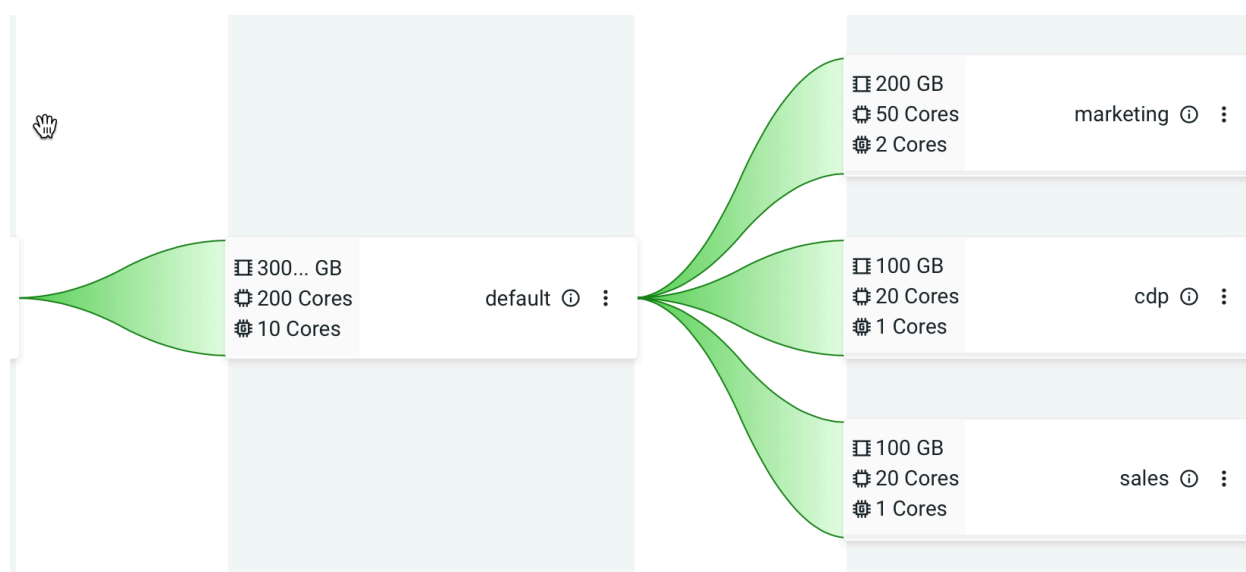 300... GB
200 Cores
10 Cores
default
200 GB
50 Cores
2 Cores
marketing
100 GB
20 Cores
1 Cores
cdp
100 GB
20 Cores
1 Cores
sales